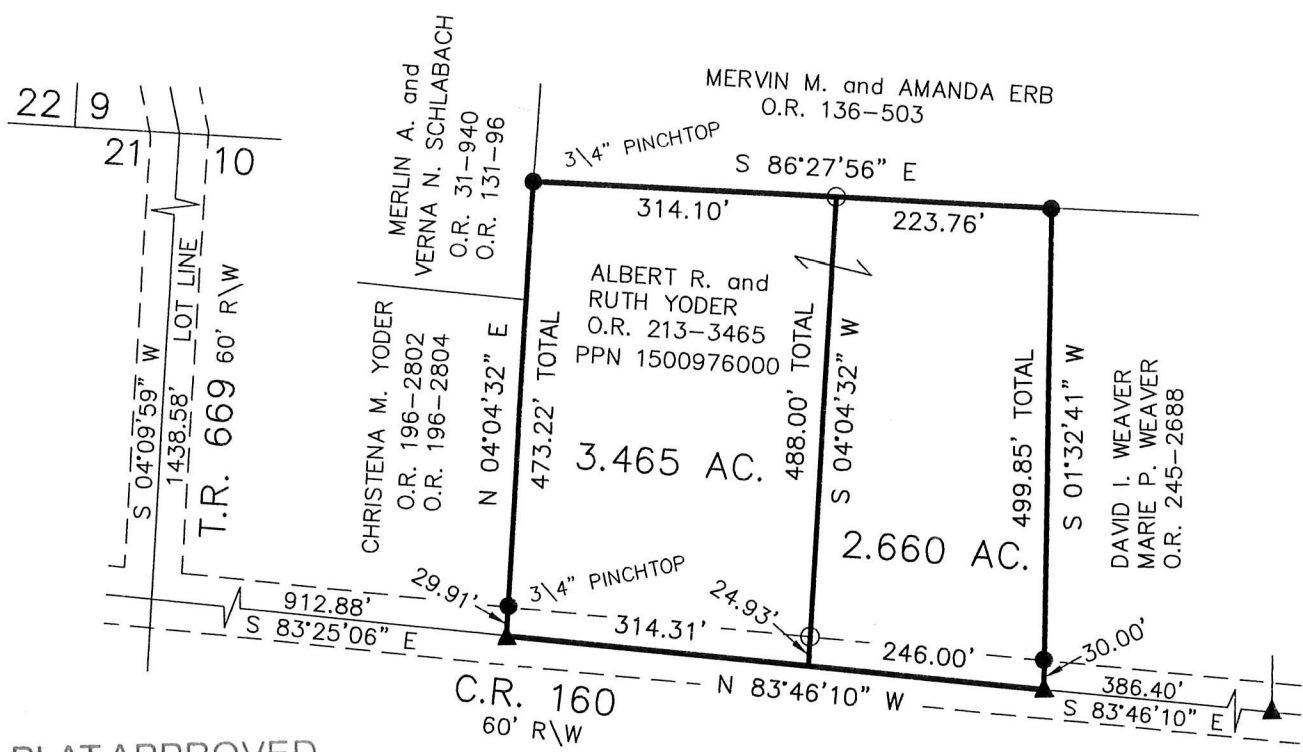 MERLIN A. and
VERNA N. SCHLABACH
O.R. 31-940
O.R. 131-96
MERVIN M. and AMANDA ERB
O.R. 136-503
22 9
21 10
3\4" PINCHTOP
S 86°27'56" E
314.10'
223.76'
S 04°09'59" W
1438.58'
LOT LINE
T.R. 669 60' R\W
CHRISTENA M. YODER
O.R. 196-2802
O.R. 196-2804
N 04°04'32" E
473.22' TOTAL
ALBERT R. and
RUTH YODER
O.R. 213-3465
PPN 1500976000
3.465 AC.
488.00' TOTAL
S 04°04'32" W
2.660 AC.
499.85' TOTAL
S 01°32'41" W
DAVID I. WEAVER
MARIE P. WEAVER
O.R. 245-2688
29.91'
3\4" PINCHTOP
24.93'
30.00'
912.88'
S 83°25'06" E
314.31'
246.00'
386.40'
S 83°46'10" E
C.R. 160
60' R\W
N 83°46'10" W
PLAT APPROVED